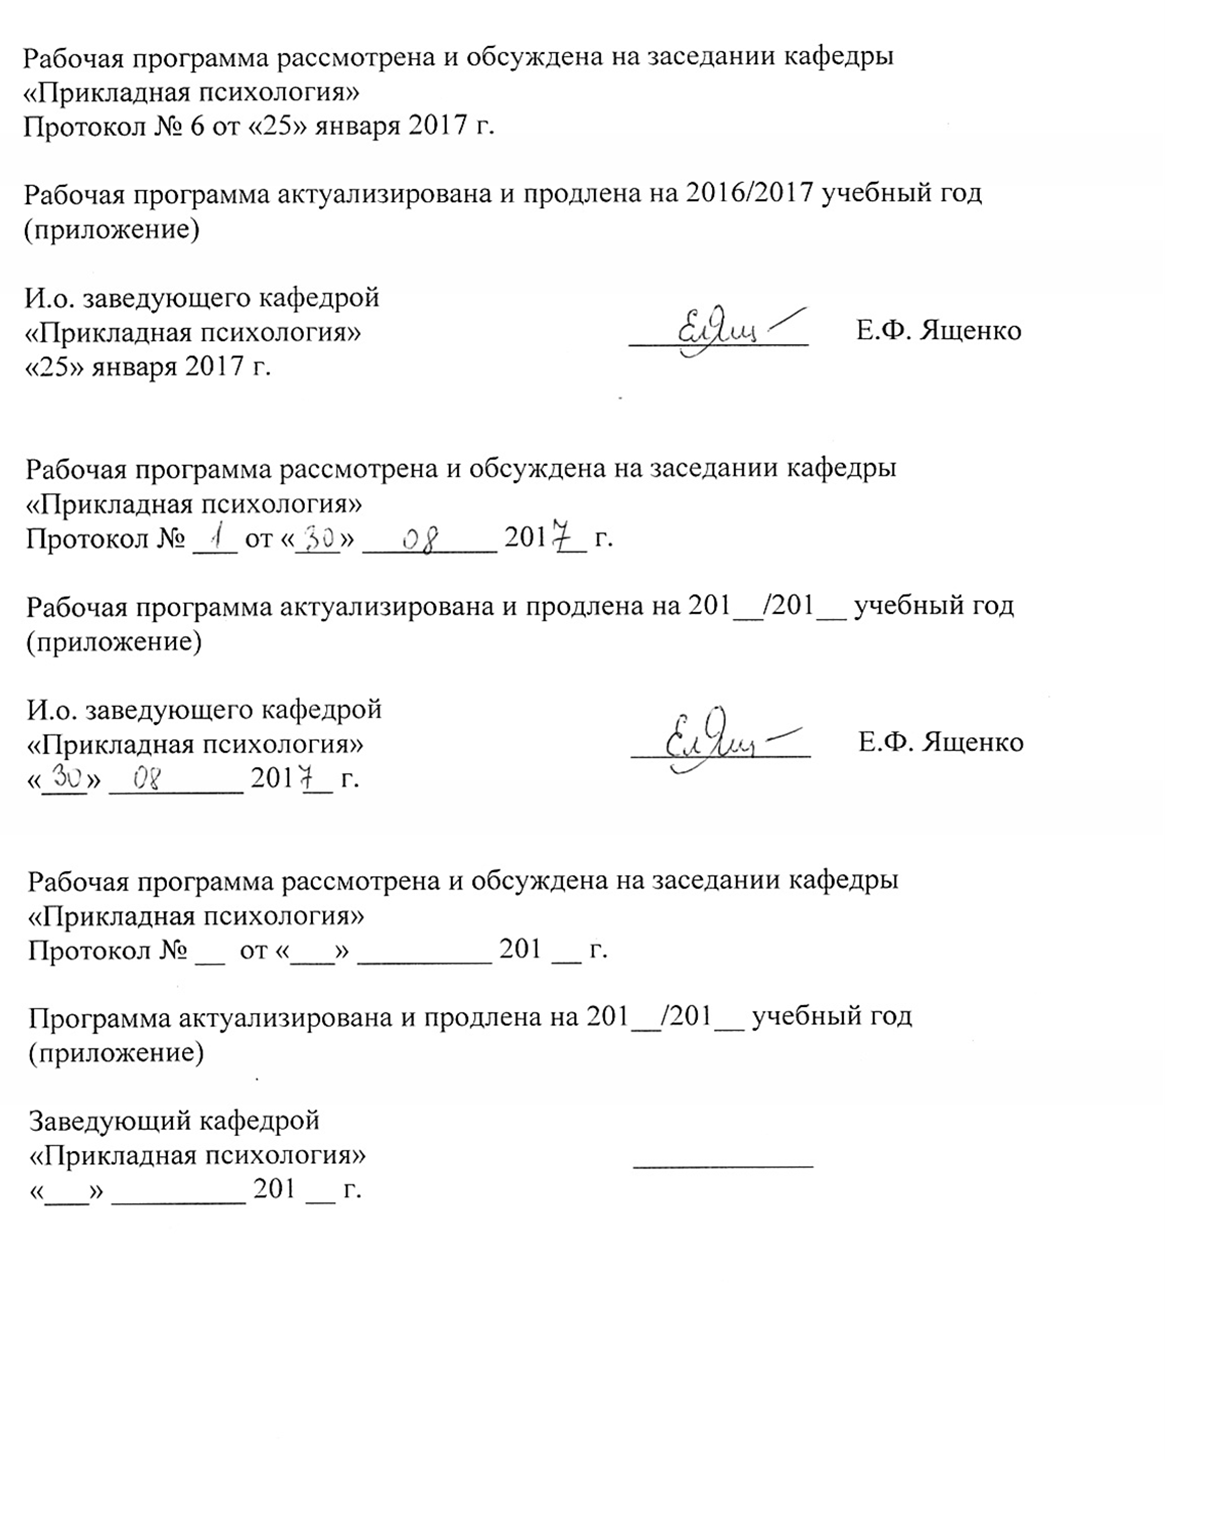 Рабочая программа рассмотрена и обсуждена на заседании кафедры
«Прикладная психология»
Протокол № 6 от «25» января 2017 г.
Рабочая программа актуализирована и продлена на 2016/2017 учебный год
(приложение)
И.о. заведующего кафедрой
«Прикладная психология» Е.Ф. Ященко
«25» января 2017 г.
Рабочая программа рассмотрена и обсуждена на заседании кафедры
«Прикладная психология»
Протокол № 1 от «30» 08 2017 г.
Рабочая программа актуализирована и продлена на 201__/201__ учебный год
(приложение)
И.о. заведующего кафедрой
«Прикладная психология» Е.Ф. Ященко
«30» 08 2017 г.
Рабочая программа рассмотрена и обсуждена на заседании кафедры
«Прикладная психология»
Протокол № __ от «___» _________ 201 __ г.
Программа актуализирована и продлена на 201__/201__ учебный год
(приложение)
Заведующий кафедрой
«Прикладная психология» ____________
«___» _________ 201 __ г.